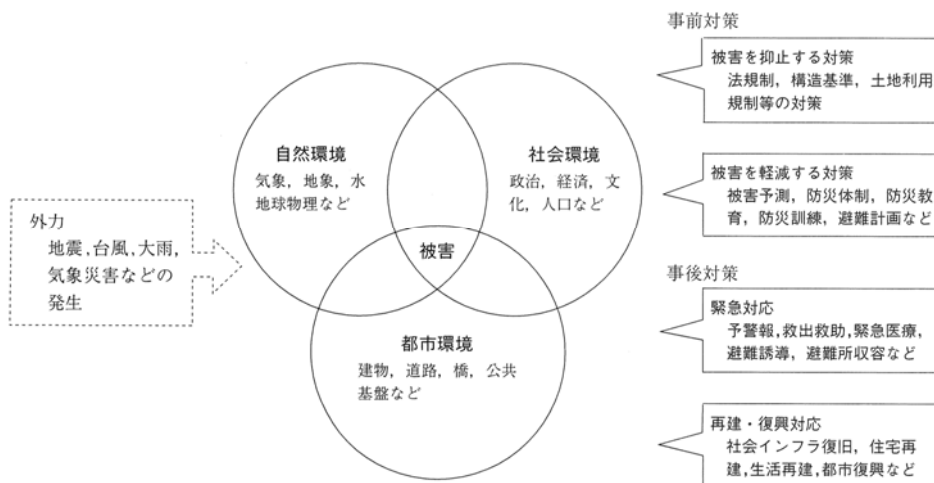 事前対策
被害を抑止する対策
法規制，構造基準，土地利用
規制等の対策
自然環境
気象，地象，水
地球物理など
社会環境
政治，経済，文
化，人口など
被害を軽減する対策
被害予測，防災体制，防災教
育，防災訓練，避難計画など
外力
地震，台風，大雨，
気象災害などの
発生
被害
事後対策
緊急対応
予警報，救出救助，緊急医療，
避難誘導，避難所収容など
都市環境
建物，道路，橋，公共
基盤など
再建・復興対応
社会インフラ復旧，住宅再
建，生活再建，都市復興など